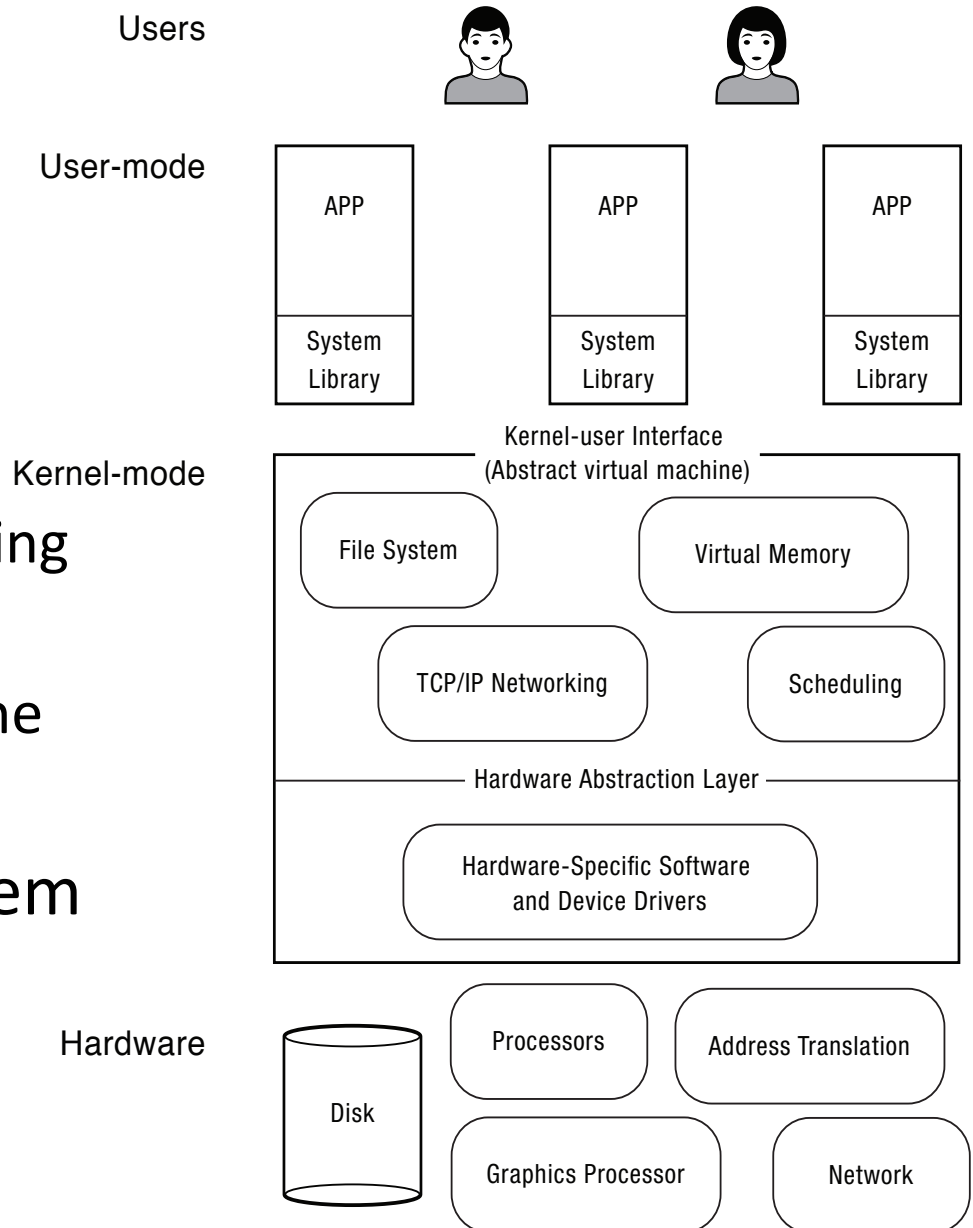 Users
User-mode
APP
APP
APP
System
Library
System
Library
System
Library
Kernel-user Interface
(Abstract virtual machine)
Kernel-mode
ing
File System
Virtual Memory
TCP/IP Networking
Scheduling
ne
Hardware Abstraction Layer
Hardware-Specific Software
and Device Drivers
em
Hardware
Processors
Address Translation
Disk
Graphics Processor
Network